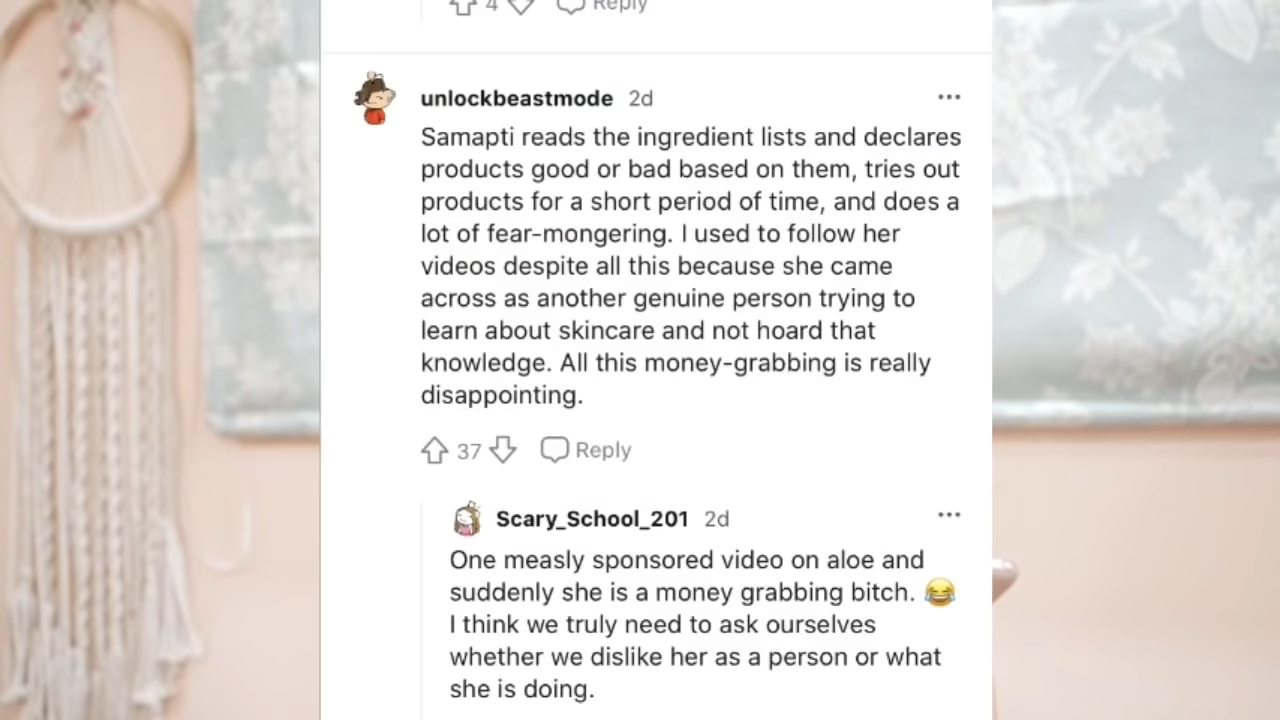 4 Reply
unlockbeastmode 2d
Samapti reads the ingredient lists and declares
products good or bad based on them, tries out
products for a short period of time, and does a
lot of fear-mongering. I used to follow her
videos despite all this because she came
across as another genuine person trying to
learn about skincare and not hoard that
knowledge. All this money-grabbing is really
disappointing.
37 Reply
Scary_School_201 2d
One measly sponsored video on aloe and
suddenly she is a money grabbing bitch. 😂
I think we truly need to ask ourselves
whether we dislike her as a person or what
she is doing.